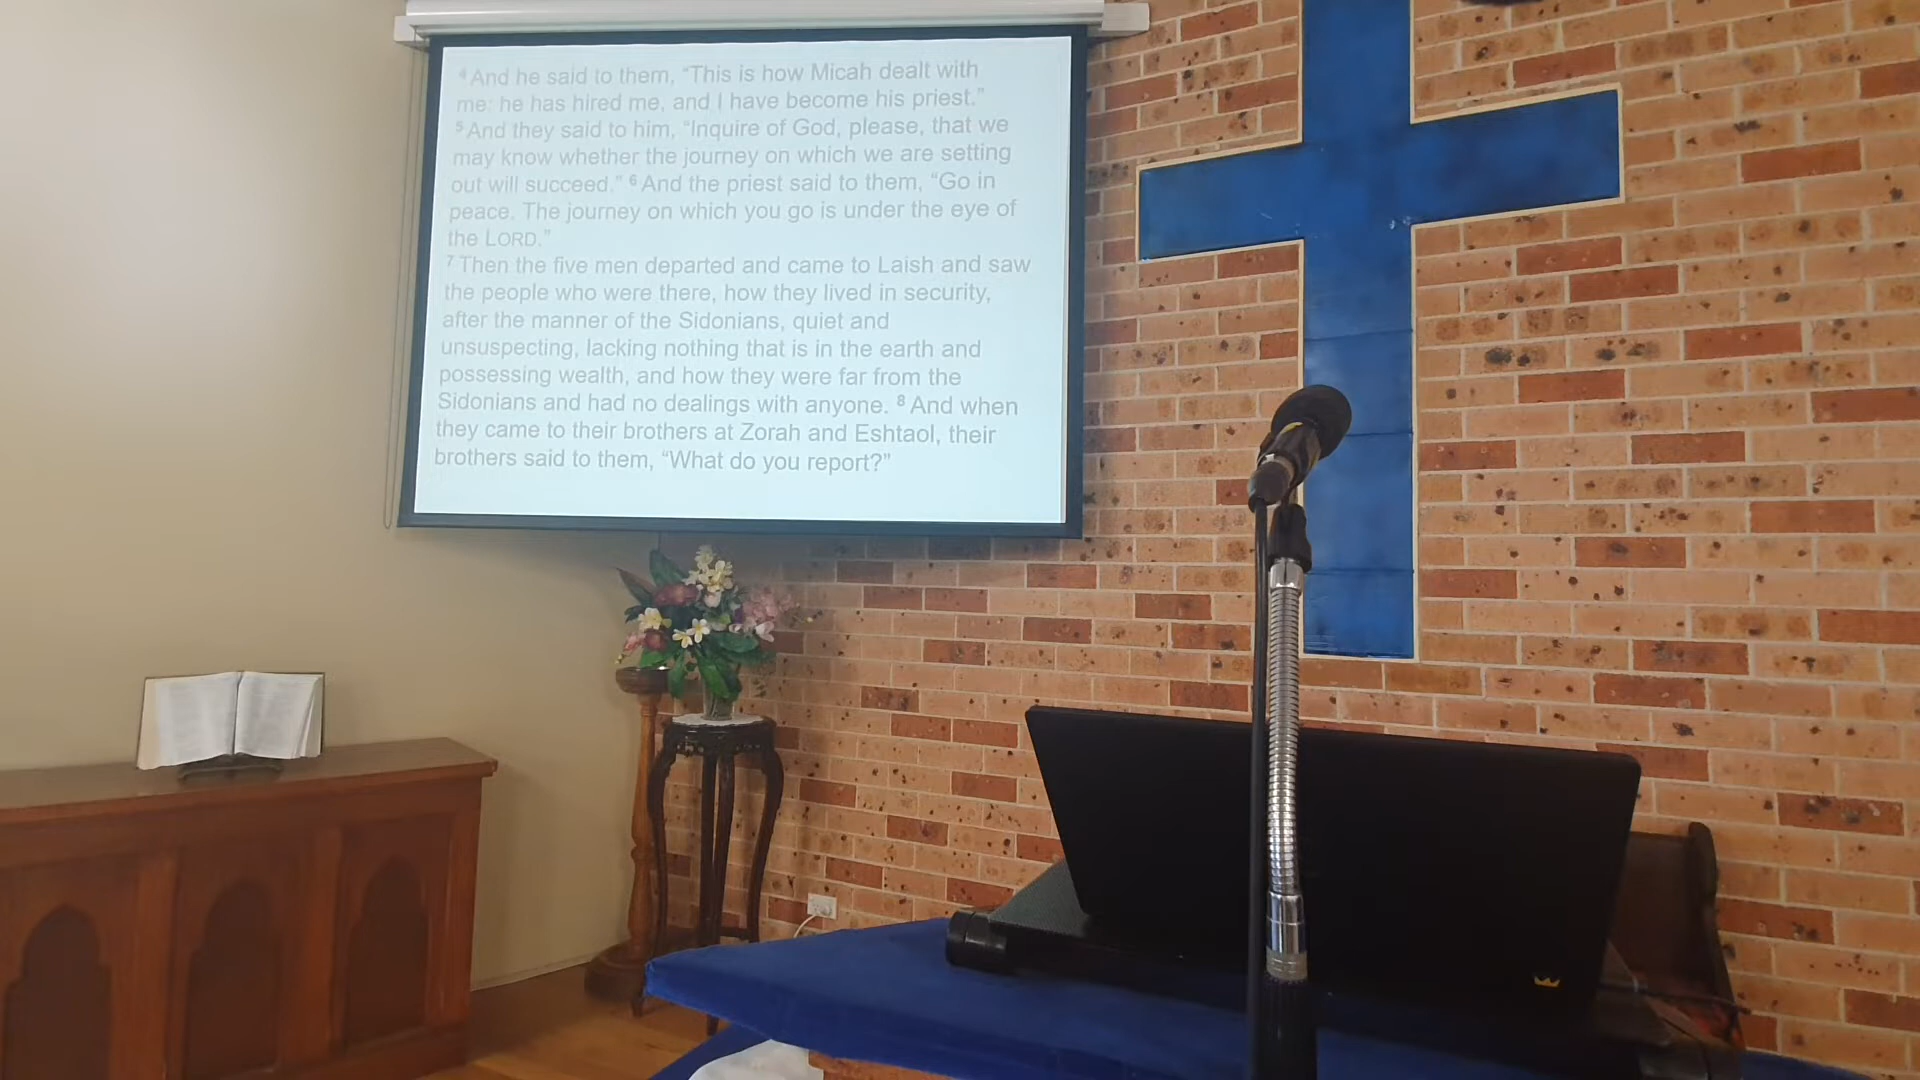 ⁴ And he said to them, “This is how Micah dealt with
me: he has hired me, and I have become his priest.”
⁵ And they said to him, “Inquire of God, please, that we
may know whether the journey on which we are setting
out will succeed.” ⁶ And the priest said to them, “Go in
peace. The journey on which you go is under the eye of
the LORD.”
⁷ Then the five men departed and came to Laish and saw
the people who were there, how they lived in security,
after the manner of the Sidonians, quiet and
unsuspecting, lacking nothing that is in the earth and
possessing wealth, and how they were far from the
Sidonians and had no dealings with anyone. ⁸ And when
they came to their brothers at Zorah and Eshtaol, their
brothers said to them, “What do you report?”